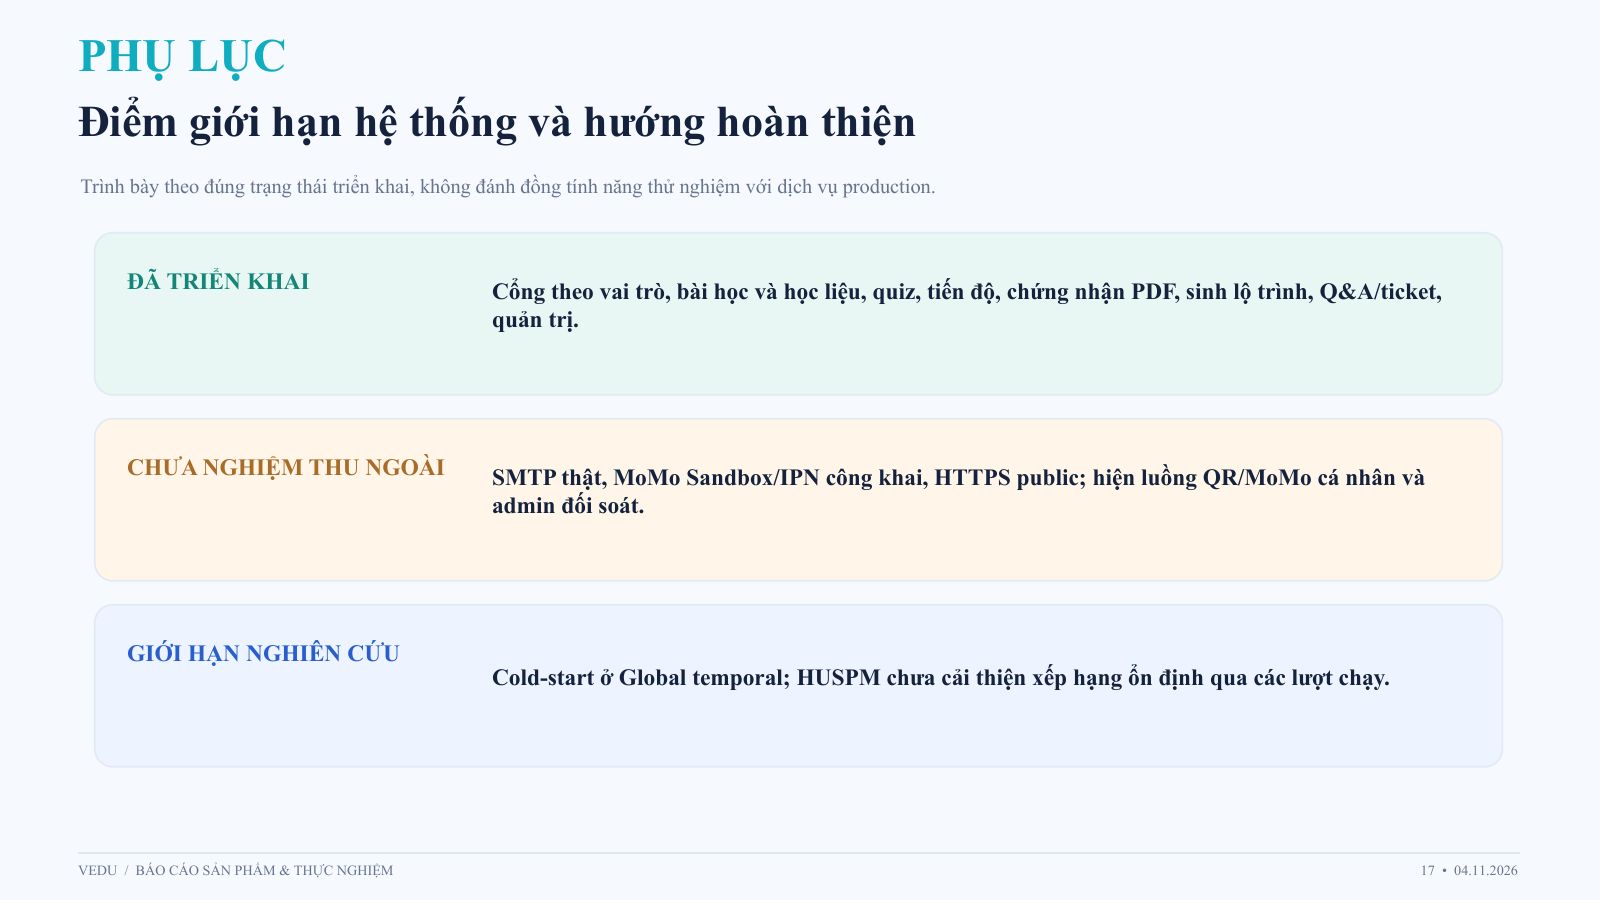 PHỤ LỤC
Điểm giới hạn hệ thống và hướng hoàn thiện
Trình bày theo đúng trạng thái triển khai, không đánh đồng tính năng thử nghiệm với dịch vụ production.
ĐÃ TRIỂN KHAI
Cổng theo vai trò, bài học và học liệu, quiz, tiến độ, chứng nhận PDF, sinh lộ trình, Q&A/ticket,
quản trị.
CHƯA NGHIỆM THU NGOÀI
SMTP thật, MoMo Sandbox/IPN công khai, HTTPS public; hiện luồng QR/MoMo cá nhân và
admin đối soát.
GIỚI HẠN NGHIÊN CỨU
Cold-start ở Global temporal; HUSPM chưa cải thiện xếp hạng ổn định qua các lượt chạy.
VEDU / BÁO CÁO SẢN PHẨM & THỰC NGHIỆM
17 • 04.11.2026